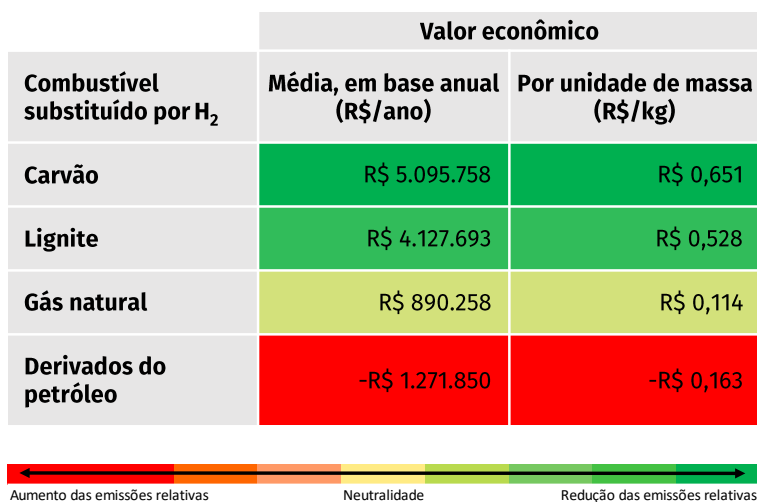 Valor econômico
Combustível
substituído por H₂
Média, em base anual
(R$/ano)
Por unidade de massa
(R$/kg)
Carvão
R$ 5.095.758
R$ 0,651
Lignite
R$ 4.127.693
R$ 0,528
Gás natural
R$ 890.258
R$ 0,114
Derivados do
petróleo
-R$ 1.271.850
-R$ 0,163
Aumento das emissões relativas
Neutralidade
Redução das emissões relativas